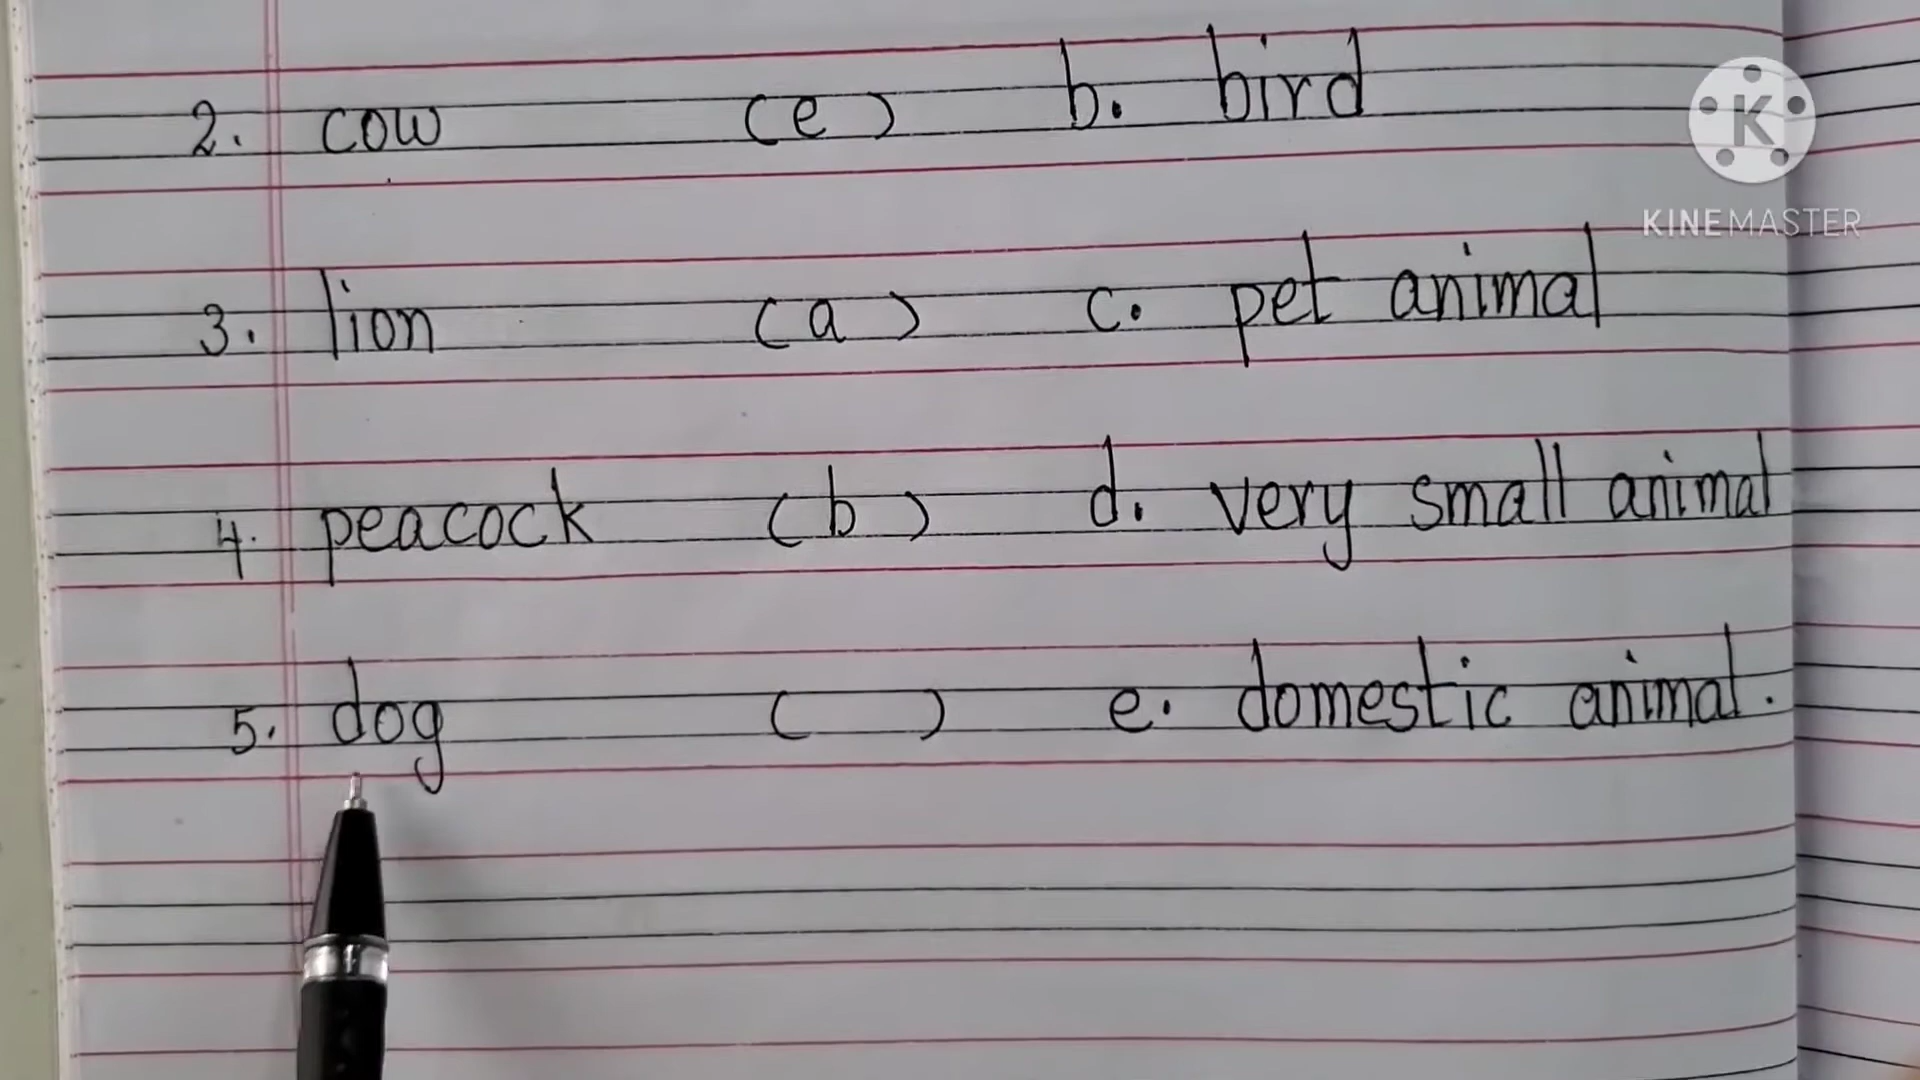 2. cow (e) b. bird
K
KINEMASTER
3. lion (a) c. pet animal
4. peacock (b) d. very small animal
5. dog ( ) e. domestic animal.